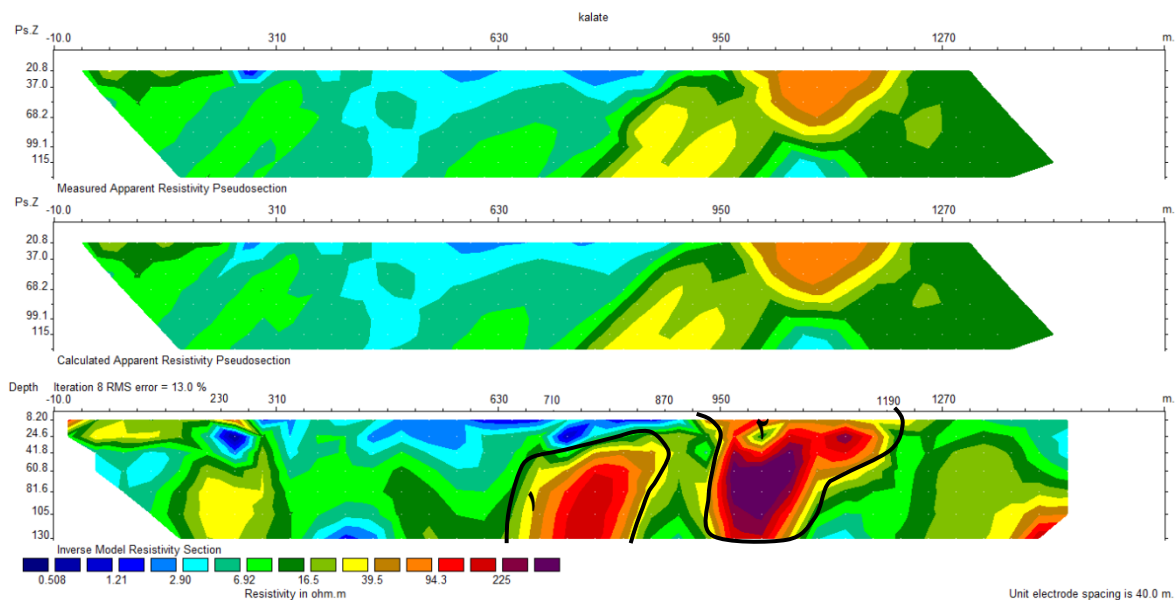 kalate
Ps.Z -10.0 310 630 950 1270 m.
20.8
37.0
68.2
99.1
115.
Measured Apparent Resistivity Pseudosection
Ps.Z -10.0 310 630 950 1270 m.
20.8
37.0
68.2
99.1
115.
Calculated Apparent Resistivity Pseudosection
Depth Iteration 8 RMS error = 13.0 %
-10.0 230 310 630 710 870 950 1190 1270 m.
8.20
24.6
41.8
60.8
81.6
105.
130.
Inverse Model Resistivity Section
0.508 1.21 2.90 6.92 16.5 39.5 94.3 225
Resistivity in ohm.m
Unit electrode spacing is 40.0 m.